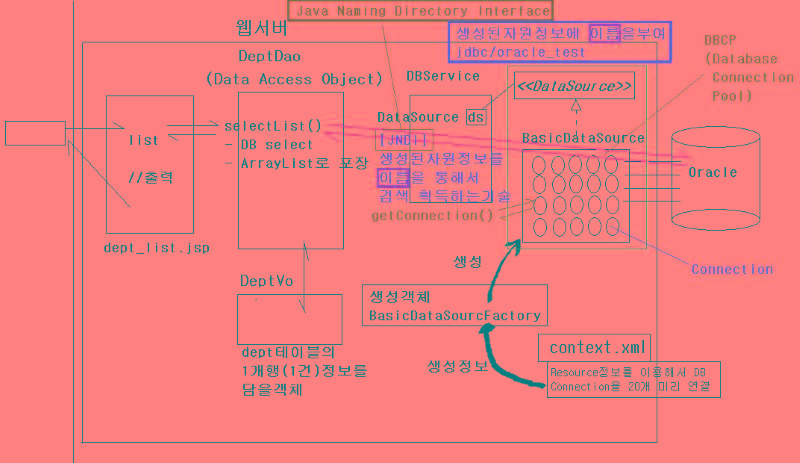 Java Naming Directory Interface
웹서버
생성된자원정보에 이름을부여
jdbc/oracle_test
DBCP
(Database
Connection
Pool)
DeptDao
(Data Access Object)
DBService
<<DataSource>>
DataSource ds
list
selectList()
- DB select
- ArrayList로 포장
[JNDI]
생성된자원정보를
이름을 통해서
검색 획득하는기술
getConnection()
BasicDataSource
Oracle
//출력
dept_list.jsp
Connection
DeptVo
생성
생성객체
BasicDataSourcFactory
dept테이블의
1개행(1건)정보를
담을객체
생성정보
context.xml
Resource정보를 이용해서 DB
Connection을 20개 미리 연결